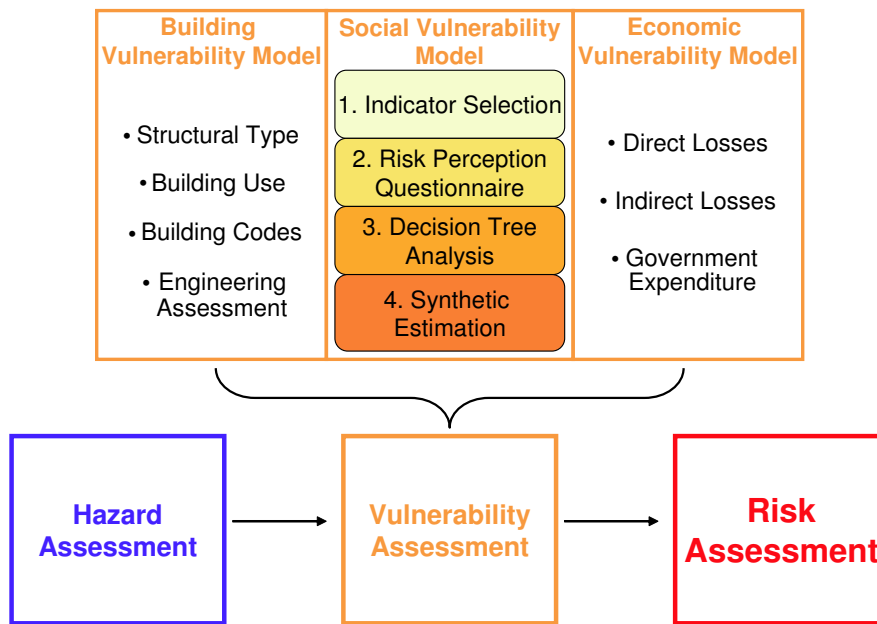 Building
Vulnerability Model
• Structural Type
• Building Use
• Building Codes
• Engineering
Assessment
Social Vulnerability
Model
1. Indicator Selection
2. Risk Perception
Questionnaire
3. Decision Tree
Analysis
4. Synthetic
Estimation
Economic
Vulnerability Model
• Direct Losses
• Indirect Losses
• Government
Expenditure
Hazard
Assessment
Vulnerability
Assessment
Risk
Assessment